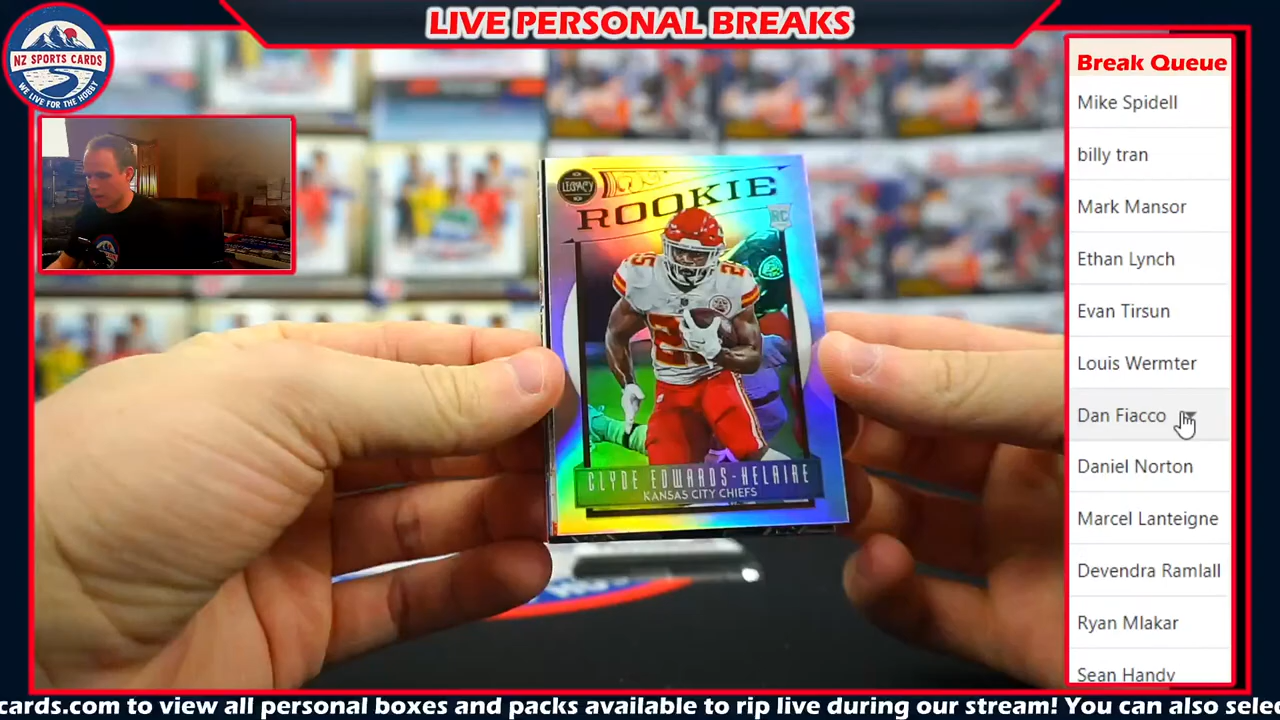 LIVE PERSONAL BREAKS
NZ SPORTS CARDS
WE LIVE FOR THE HOBBY
Break Queue
Mike Spidell
billy tran
Mark Mansor
Ethan Lynch
Evan Tirsun
Louis Wermter
Dan Fiacco
Daniel Norton
Marcel Lanteigne
Devendra Ramlall
Ryan Mlakar
Sean Handy
LEGACY
ROOKIE
RC
25
2
CLYDE EDWARDS-HELAIRE
KANSAS CITY CHIEFS
cards.com to view all personal boxes and packs available to rip live during our stream! You can also selec